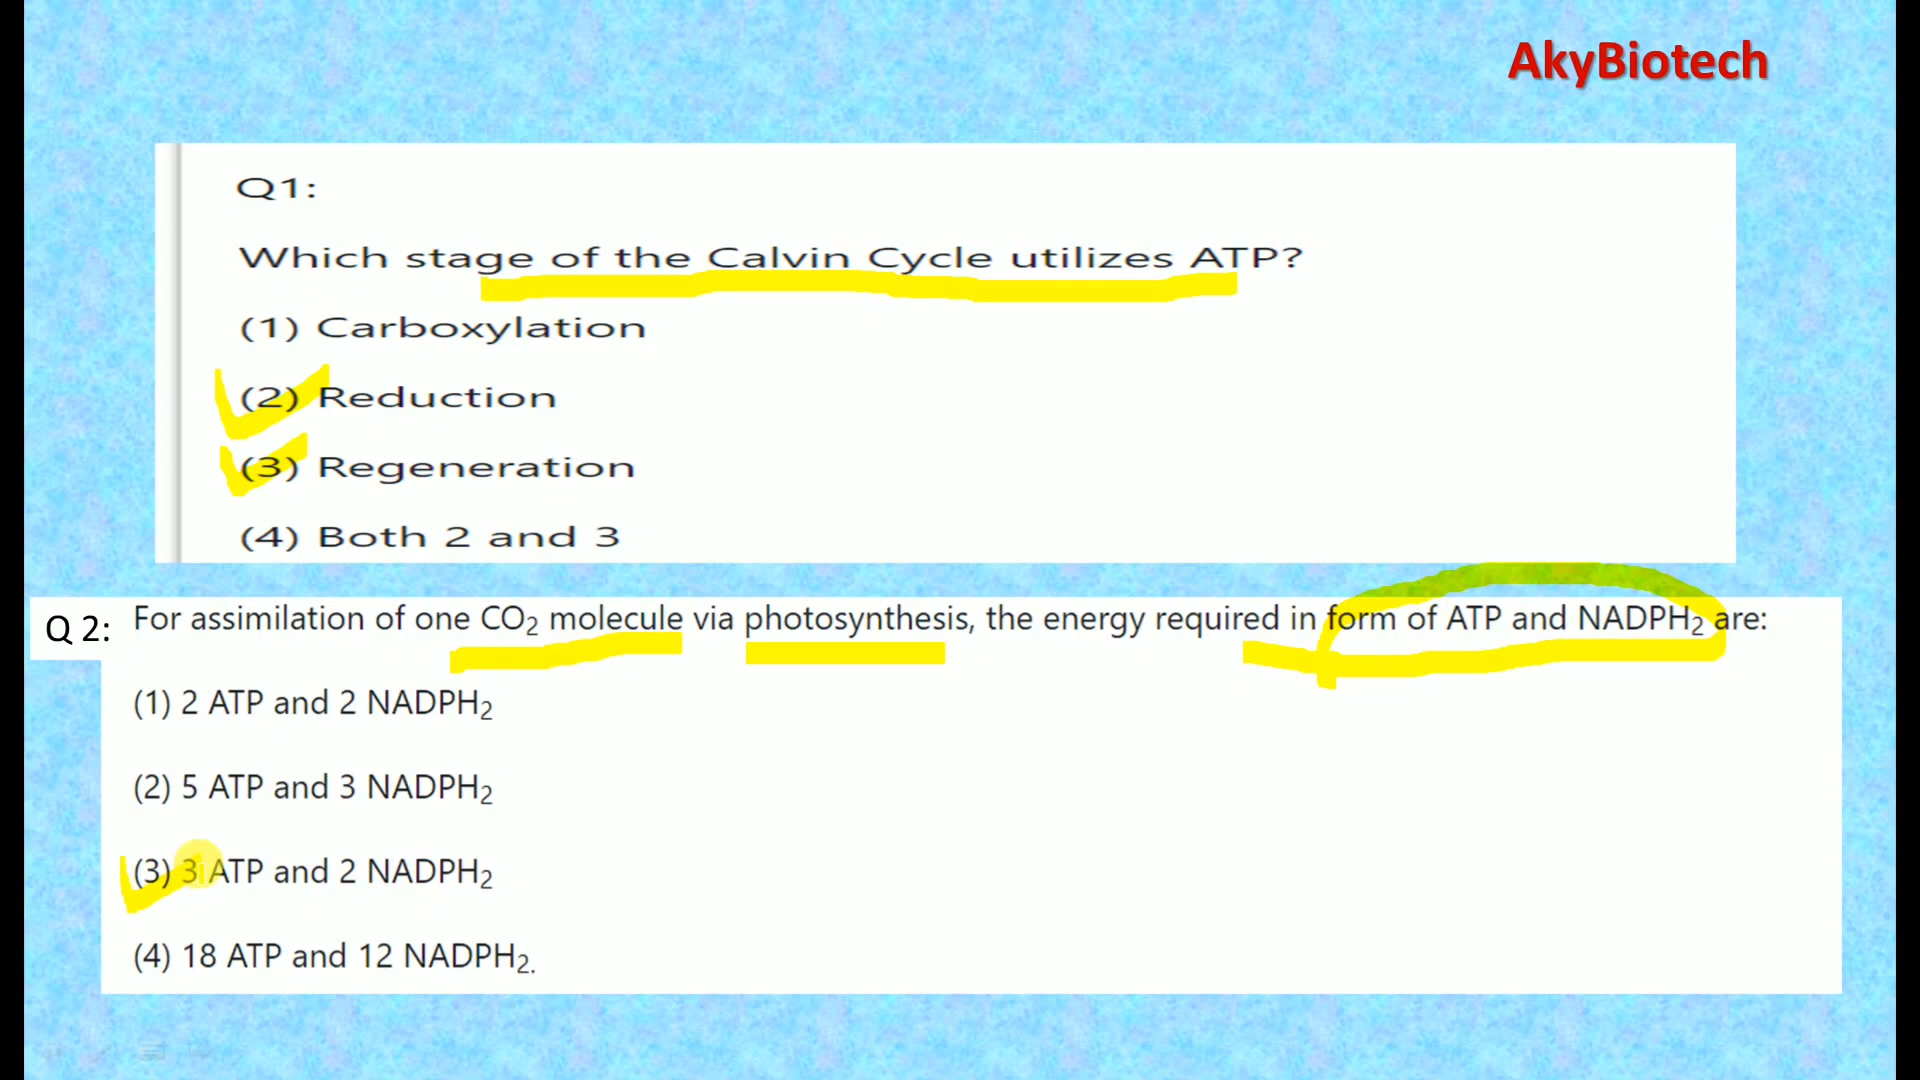 AkyBiotech
Q1:
Which stage of the Calvin Cycle utilizes ATP?
(1) Carboxylation
(2) Reduction
(3) Regeneration
(4) Both 2 and 3
Q 2: For assimilation of one CO₂ molecule via photosynthesis, the energy required in form of ATP and NADPH₂ are:
(1) 2 ATP and 2 NADPH₂
(2) 5 ATP and 3 NADPH₂
(3) 3 ATP and 2 NADPH₂
(4) 18 ATP and 12 NADPH₂.